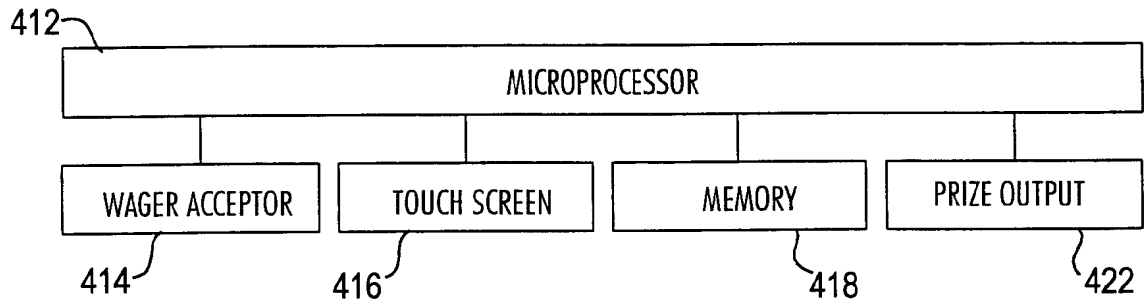 412
MICROPROCESSOR
WAGER ACCEPTOR TOUCH SCREEN MEMORY PRIZE OUTPUT
414 416 418 422